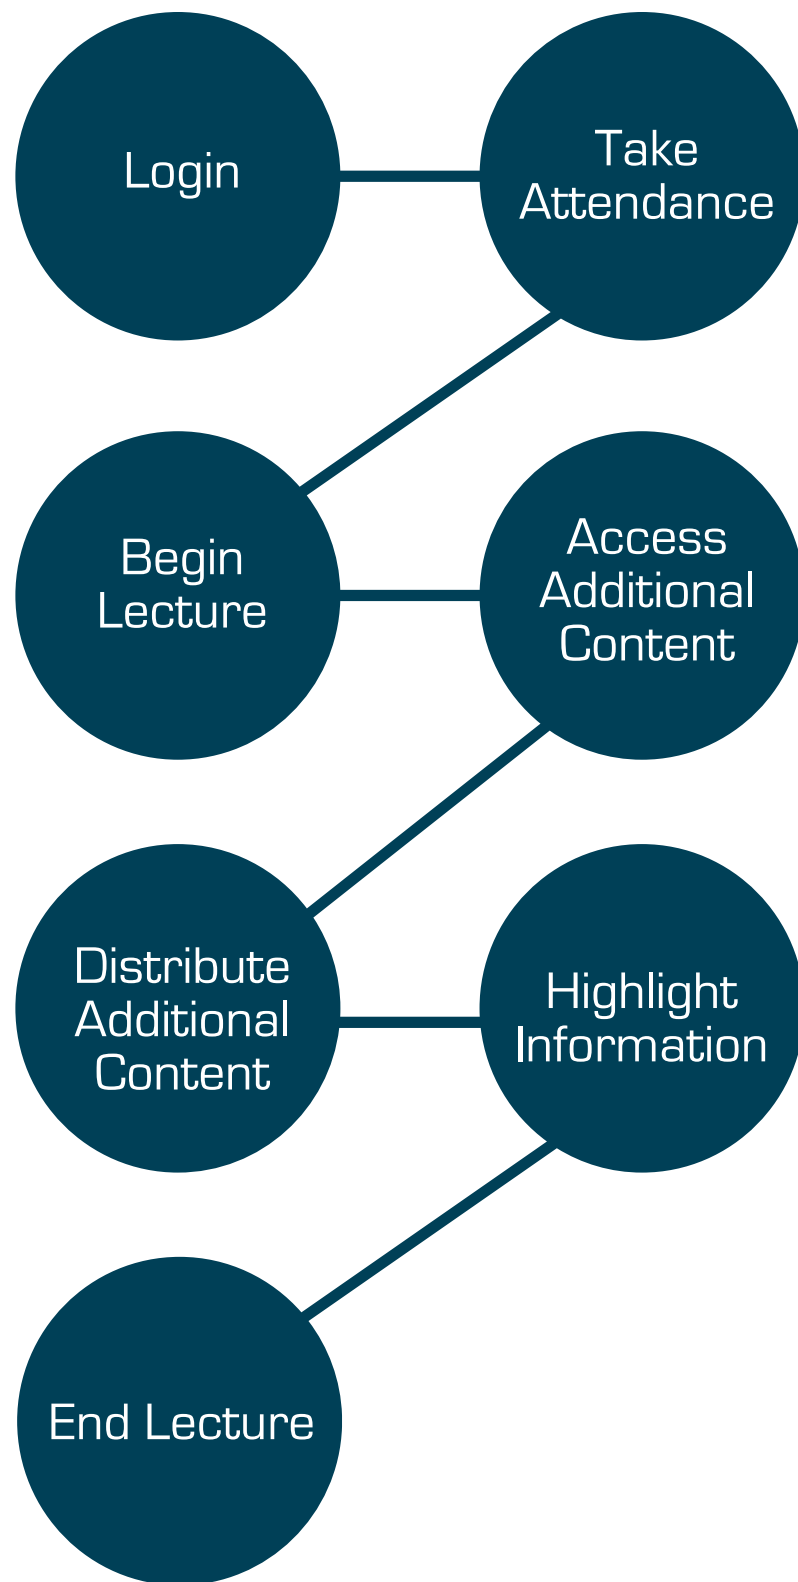 Login
Take
Attendance
Begin
Lecture
Access
Additional
Content
Distribute
Additional
Content
Highlight
Information
End Lecture